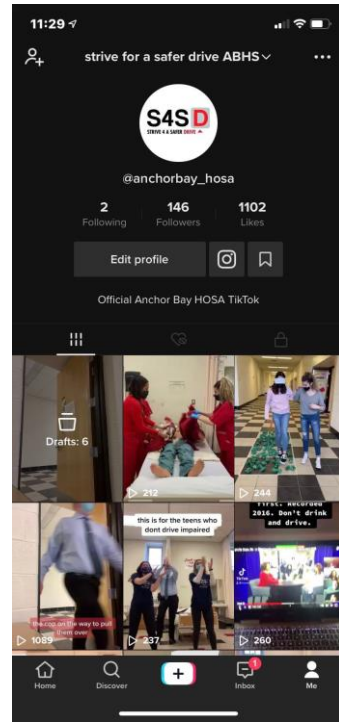 11:29
strive for a safer drive ABHS
S4SD
STRIVE 4 A SAFER DRIVE
@anchorbay_hosa
2 146 1102
Following Followers Likes
Edit profile
Official Anchor Bay HOSA TikTok
Drafts: 6
212
244
the cop on the way to pull
them over
1089
this is for the teens who
dont drive impaired
237
First. Recorded
2016. Don't drink
and drive.
TikTok
260
Home Discover Inbox Me
1